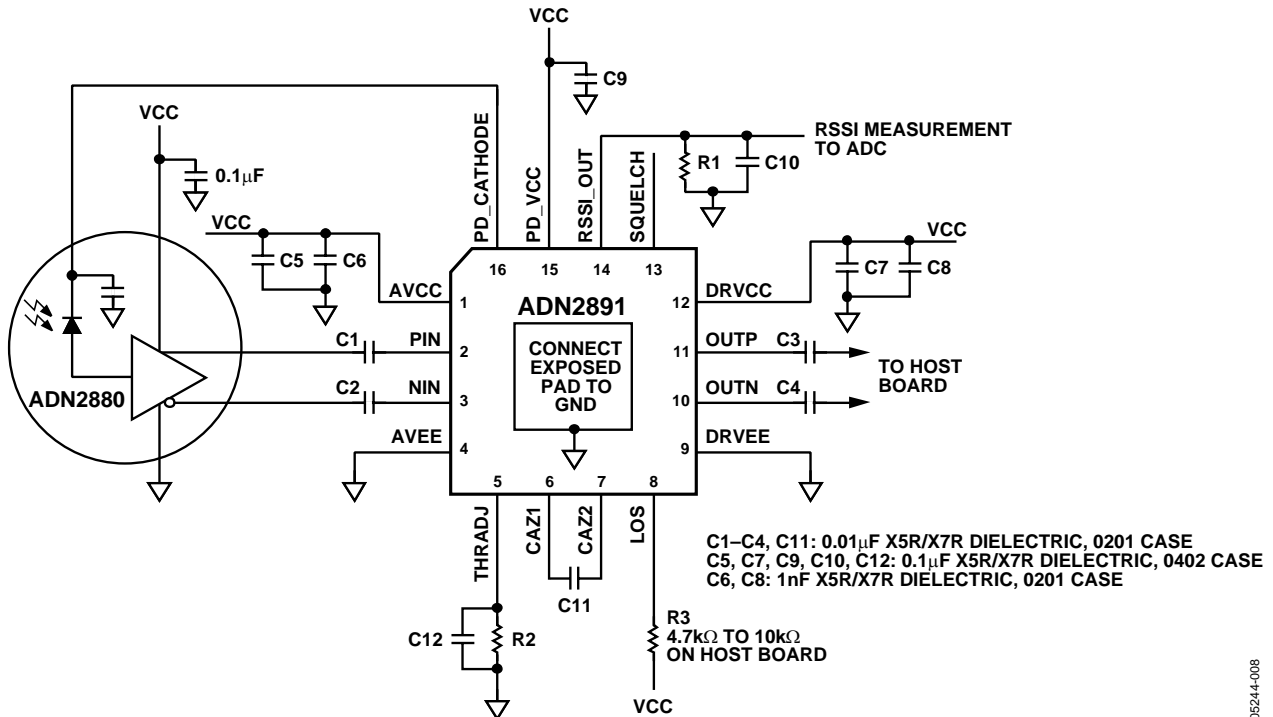 VCC
C9
VCC
0.1µF
PD_CATHODE
PD_VCC
RSSI_OUT
SQUELCH
R1
C10
RSSI MEASUREMENT
TO ADC
VCC
C5
C6
VCC
C7
C8
16
15
14
13
AVCC
1
ADN2891
12
DRVCC
C1
PIN
2
CONNECT
EXPOSED
PAD TO
GND
11
OUTP
C3
TO HOST
BOARD
ADN2880
C2
NIN
3
10
OUTN
C4
AVEE
4
9
DRVEE
5
6
7
8
THRADJ
CAZ1
CAZ2
LOS
C11
C12
R2
R3
4.7kΩ TO 10kΩ
ON HOST BOARD
VCC
C1–C4, C11: 0.01µF X5R/X7R DIELECTRIC, 0201 CASE
C5, C7, C9, C10, C12: 0.1µF X5R/X7R DIELECTRIC, 0402 CASE
C6, C8: 1nF X5R/X7R DIELECTRIC, 0201 CASE
05244-008